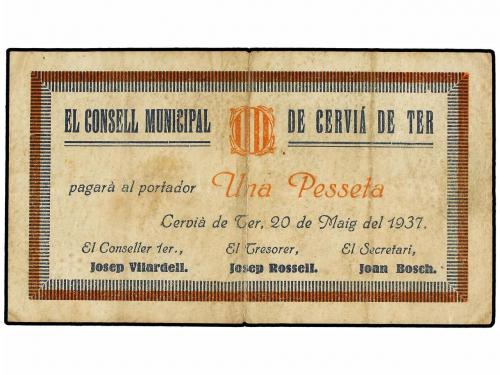 EL CONSELL MUNICIPAL DE CERVIÁ DE TER
pagarà al portador Una Pesseta
Cervià de Ter, 20 de Maig del 1937.
El Conseller 1er., El Tresorer, El Secretari,
Josep Vilardell. Josep Rossell. Joan Bosch.